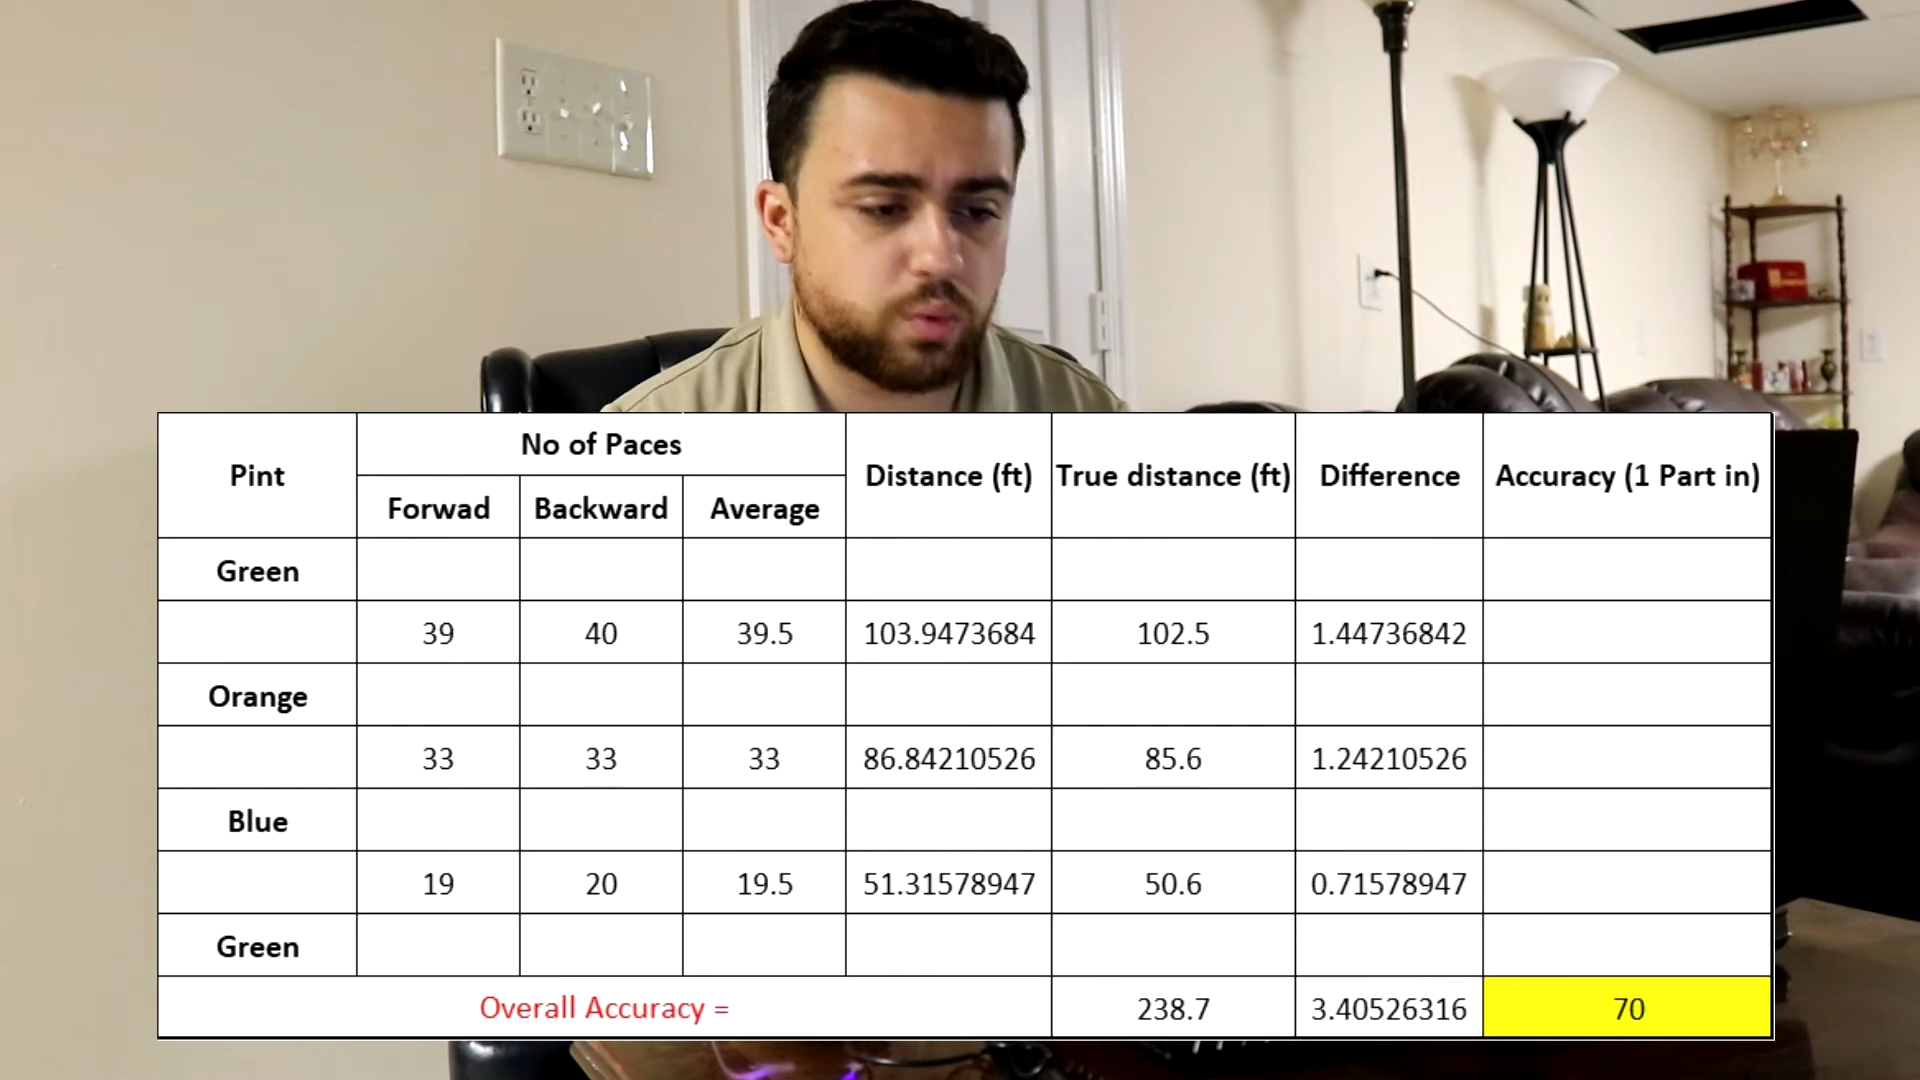 Pint No of Paces Distance (ft) True distance (ft) Difference Accuracy (1 Part in)
Forwad Backward Average
Green
39 40 39.5 103.9473684 102.5 1.44736842
Orange
33 33 33 86.84210526 85.6 1.24210526
Blue
19 20 19.5 51.31578947 50.6 0.71578947
Green
Overall Accuracy = 238.7 3.40526316 70